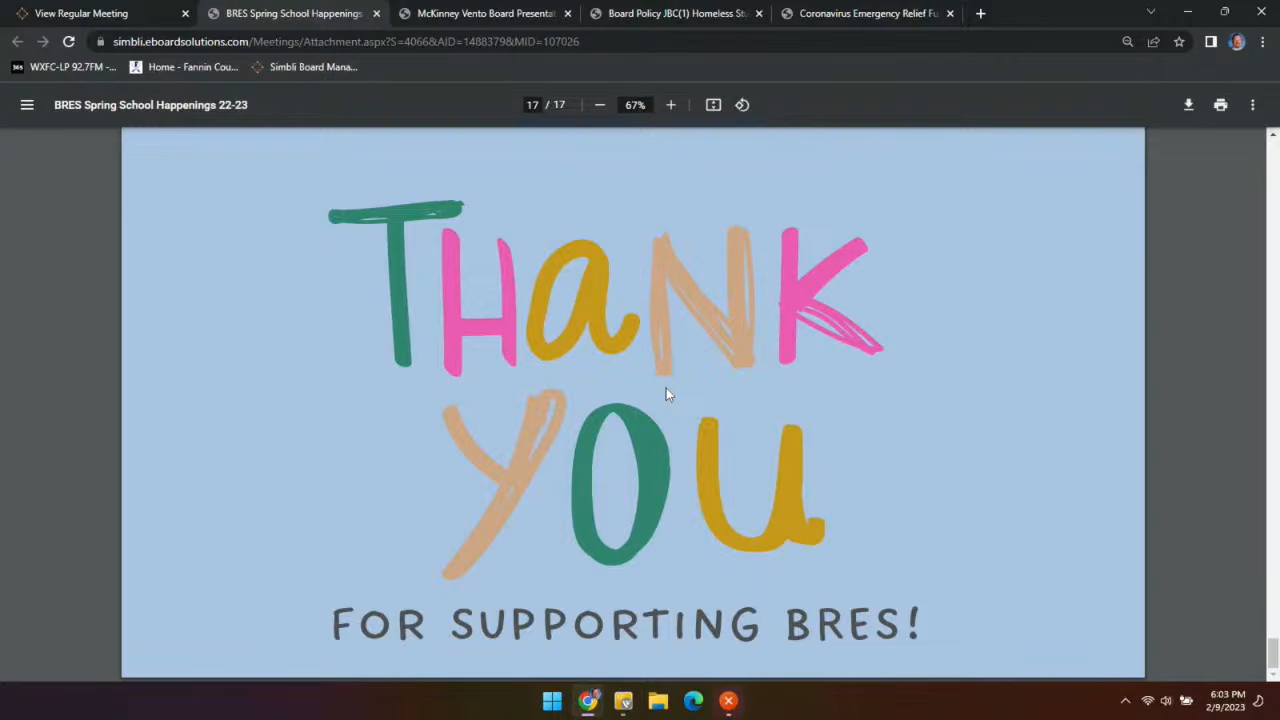 View Regular Meeting
BRES Spring School Happenings
McKinney Vento Board Presentat
Board Policy JBC(1) Homeless Stu
Coronavirus Emergency Relief Fu
simbli.eboardsolutions.com/Meetings/Attachment.aspx?S=4066&AID=1488379&MID=107026
WXFC-LP 92.7FM -...
Home - Fannin Cou...
Simbli Board Mana...
BRES Spring School Happenings 22-23
17 / 17
67%
THaNK
YOU
FOR SUPPORTING BRES!
6:03 PM
2/9/2023